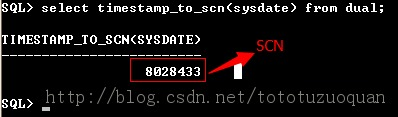 SQL> select timestamp_to_scn(sysdate) from dual;
TIMESTAMP_TO_SCN(SYSDATE)
-------------------------
8028433
SCN
SQL>
http://blog.csdn.net/tototuzuoquan